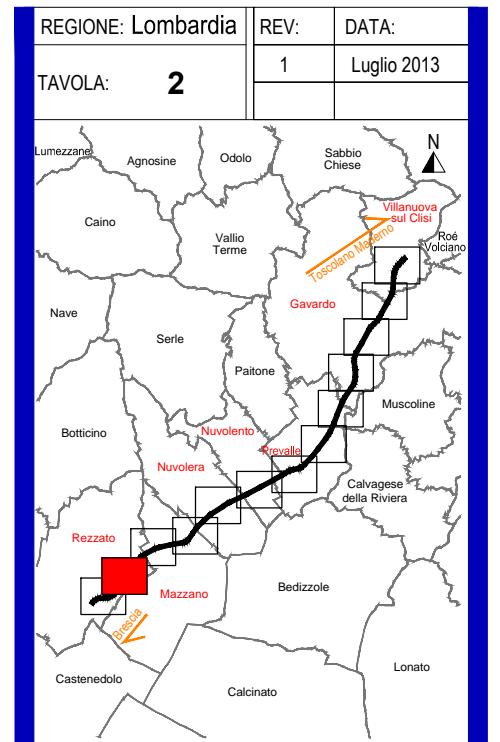 REGIONE: Lombardia
REV:
DATA:
TAVOLA: 2
1
Luglio 2013
Lumezzane
Agnosine
Odolo
Sabbio
Chiese
N
Caino
Vallio
Terme
Villanuova
sul Clisi
Roé
Volciano
Toscolano Maderno
Gavardo
Nave
Serle
Paitone
Muscoline
Botticino
Nuvolento
Prevalle
Nuvolera
Calvagese
della Riviera
Rezzato
Mazzano
Bedizzole
Brescia
Castenedolo
Calcinato
Lonato